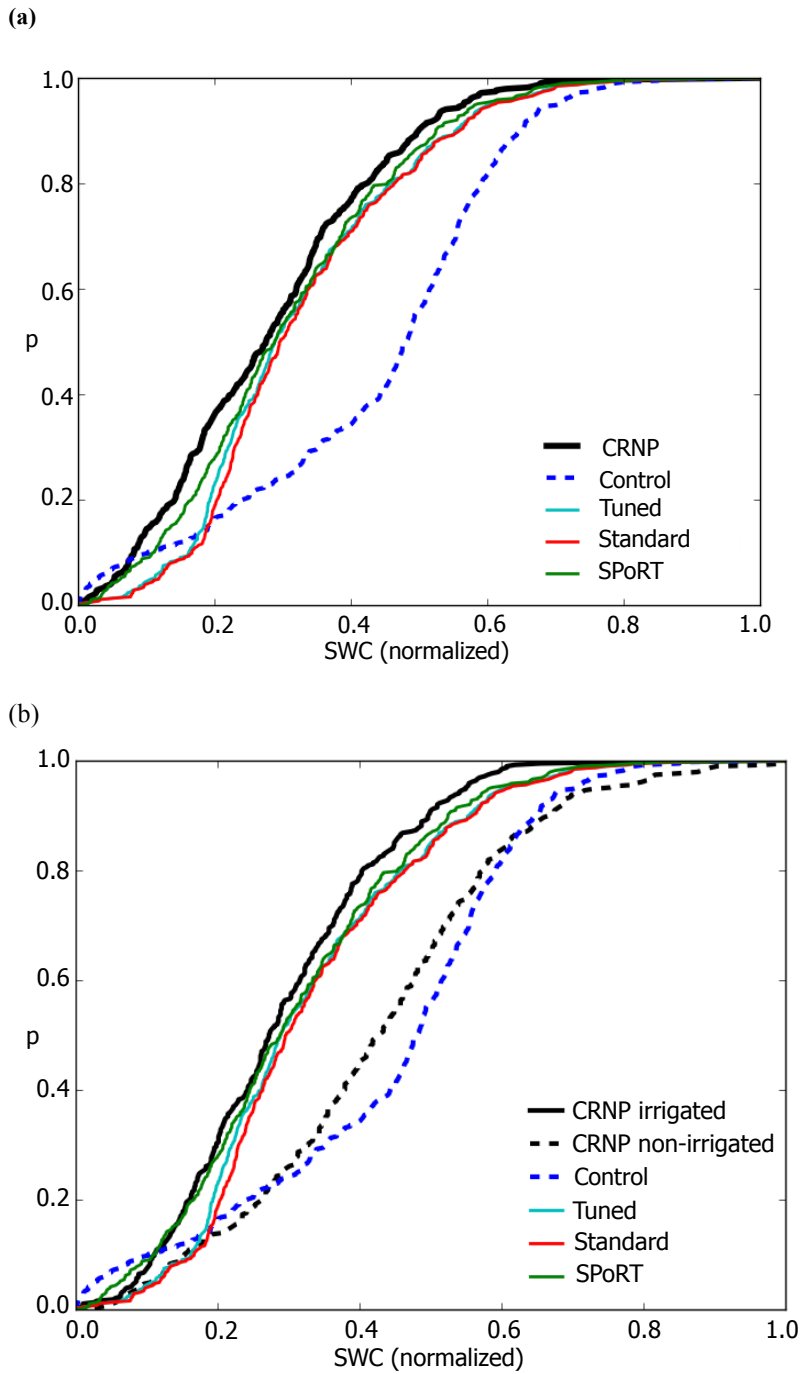 (a)
1.0
0.8
0.6
p
0.4
0.2
0.0
CRNP
Control
Tuned
Standard
SPoRT
0.0 0.2 0.4 0.6 0.8 1.0
SWC (normalized)
(b)
1.0
0.8
0.6
p
0.4
0.2
0.0
CRNP irrigated
CRNP non-irrigated
Control
Tuned
Standard
SPoRT
0.0 0.2 0.4 0.6 0.8 1.0
SWC (normalized)